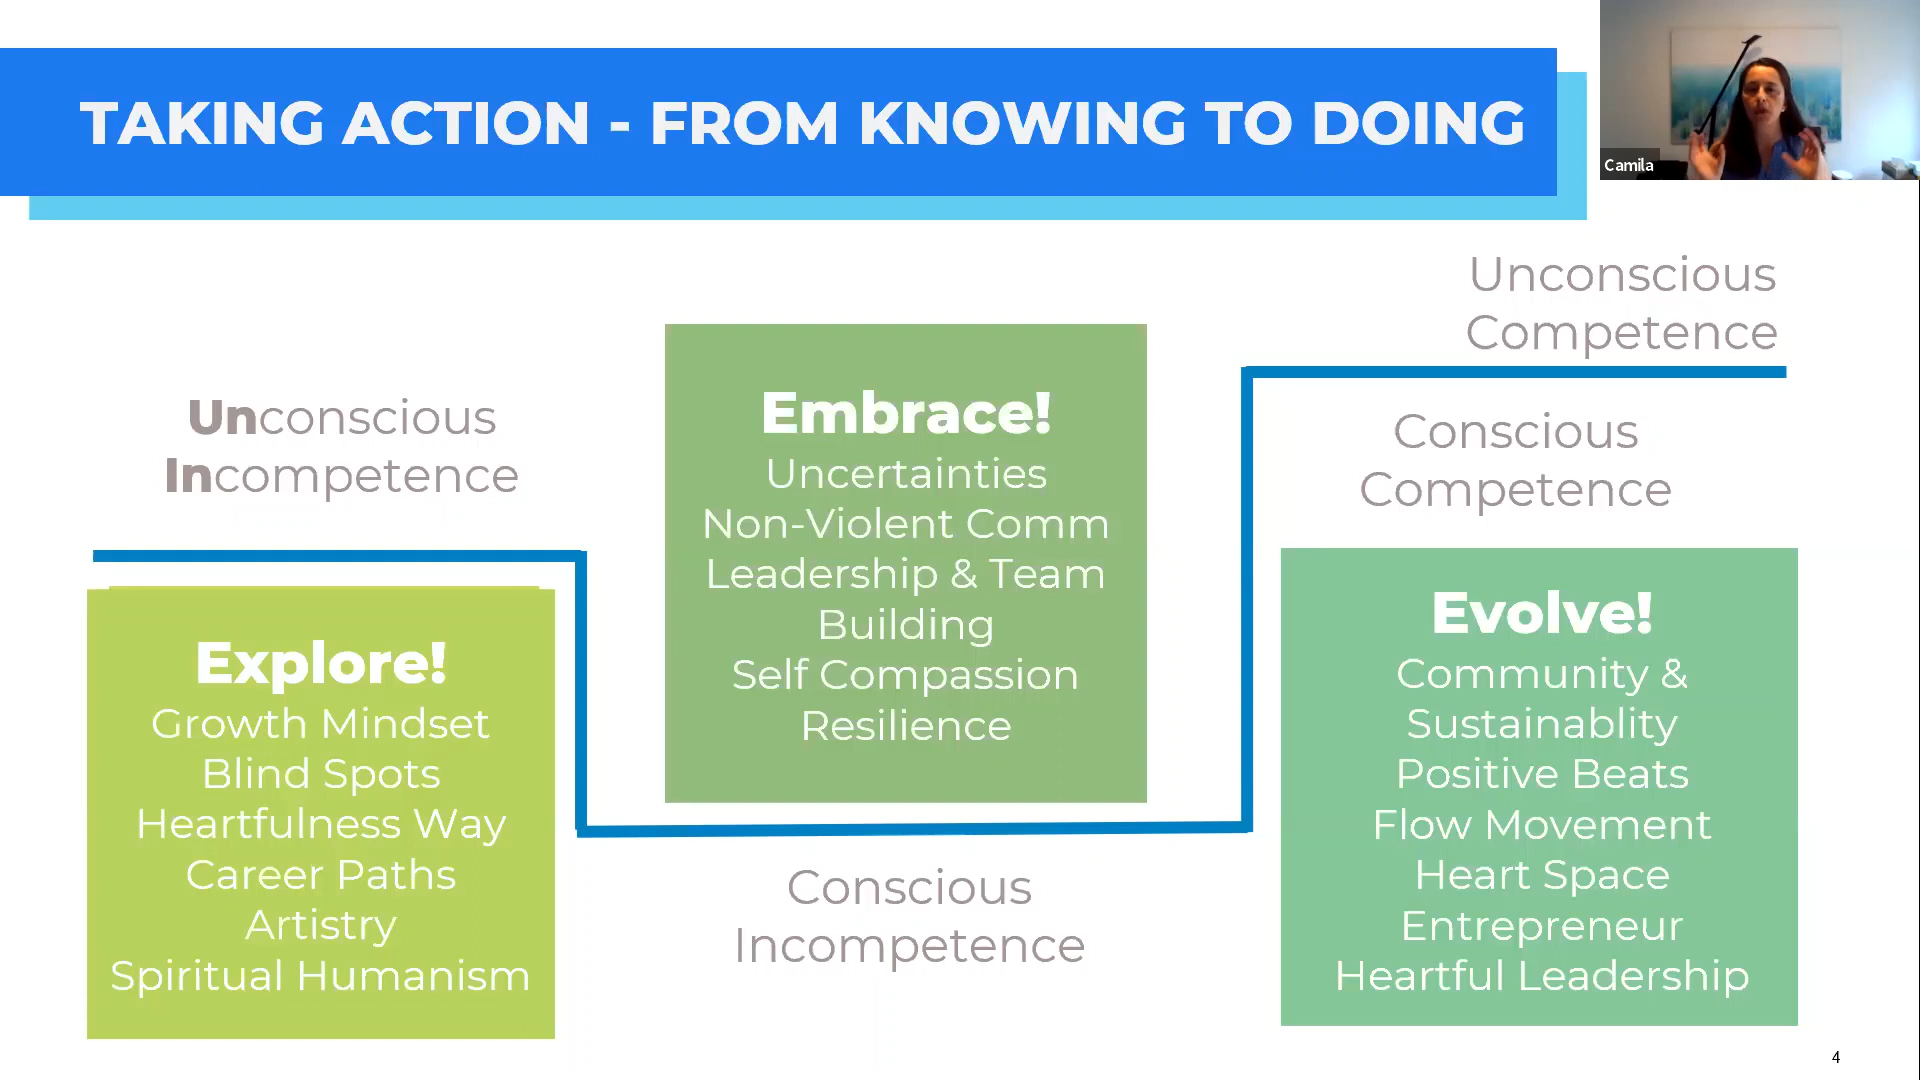 TAKING ACTION - FROM KNOWING TO DOING
Camila
Unconscious
Incompetence
Explore!
Growth Mindset
Blind Spots
Heartfulness Way
Career Paths
Artistry
Spiritual Humanism
Embrace!
Uncertainties
Non-Violent Comm
Leadership & Team
Building
Self Compassion
Resilience
Conscious
Incompetence
Unconscious
Competence
Conscious
Competence
Evolve!
Community &
Sustainablity
Positive Beats
Flow Movement
Heart Space
Entrepreneur
Heartful Leadership
4